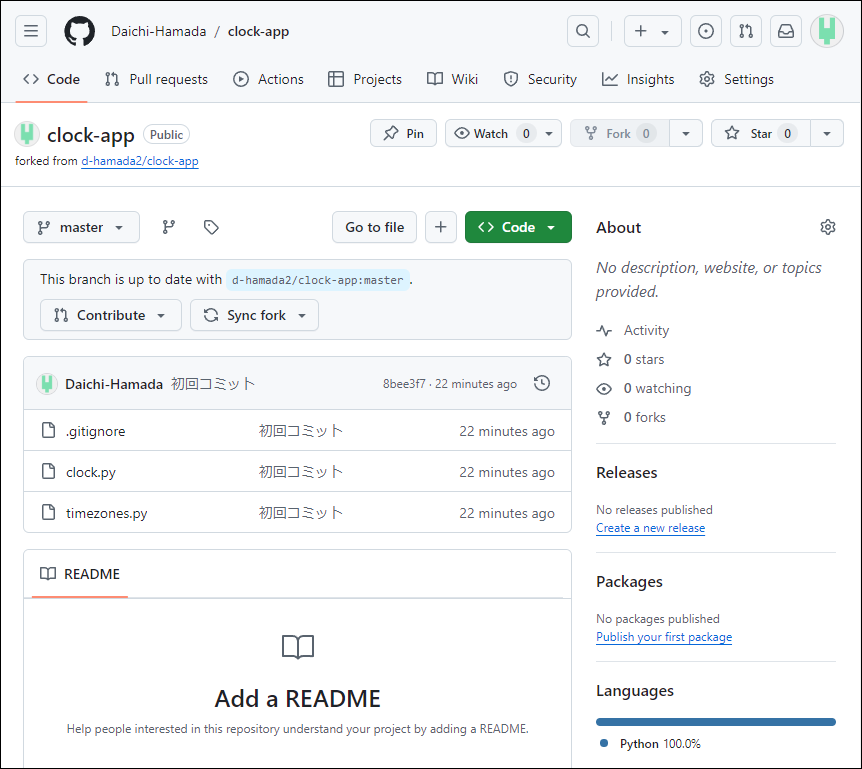 Daichi-Hamada / clock-app
Code Pull requests Actions Projects Wiki Security Insights Settings
clock-app Public
Pin Watch 0 Fork 0 Star 0
forked from d-hamada2/clock-app
master
Go to file
Code
This branch is up to date with d-hamada2/clock-app:master .
Contribute Sync fork
Daichi-Hamada 初回コミット 8bee3f7 · 22 minutes ago
.gitignore 初回コミット 22 minutes ago
clock.py 初回コミット 22 minutes ago
timezones.py 初回コミット 22 minutes ago
README
Add a README
Help people interested in this repository understand your project by adding a README.
About
No description, website, or topics
provided.
Activity
0 stars
0 watching
0 forks
Releases
No releases published
Create a new release
Packages
No packages published
Publish your first package
Languages
Python 100.0%